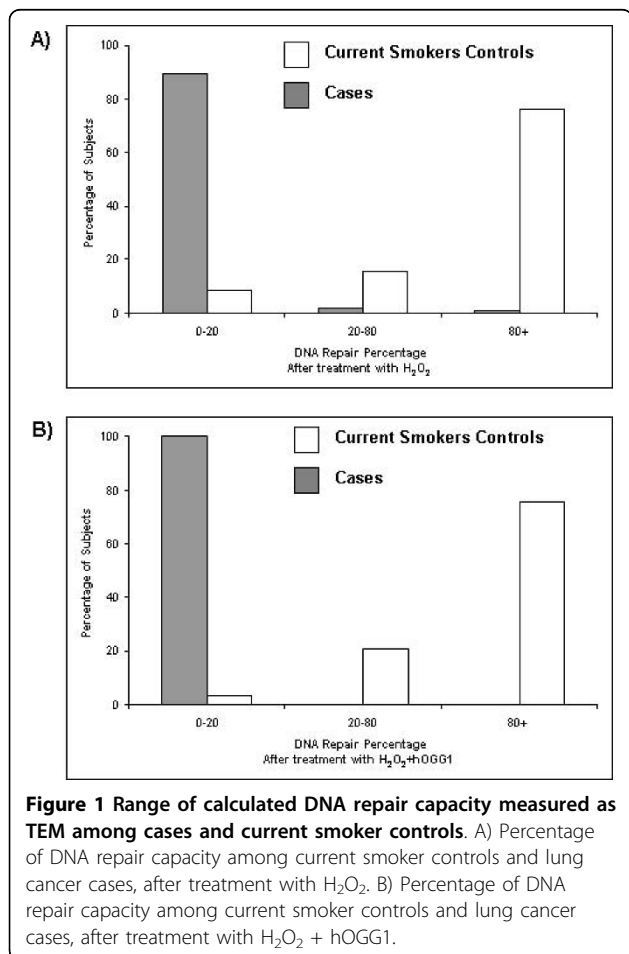 A)
100
80
60
40
20
0
Percentage of Subjects
Current Smokers Controls
Cases
0-20 20-80 80+
DNA Repair Percentage
After treatment with H₂O₂
B)
100
80
60
40
20
0
Percentage of Subjects
Current Smokers Controls
Cases
0-20 20-80 80+
DNA Repair Percentage
After treatment with H₂O₂+hOGG1
Figure 1 Range of calculated DNA repair capacity measured as
TEM among cases and current smoker controls. A) Percentage
of DNA repair capacity among current smoker controls and lung
cancer cases, after treatment with H₂O₂. B) Percentage of DNA
repair capacity among current smoker controls and lung cancer
cases, after treatment with H₂O₂ + hOGG1.